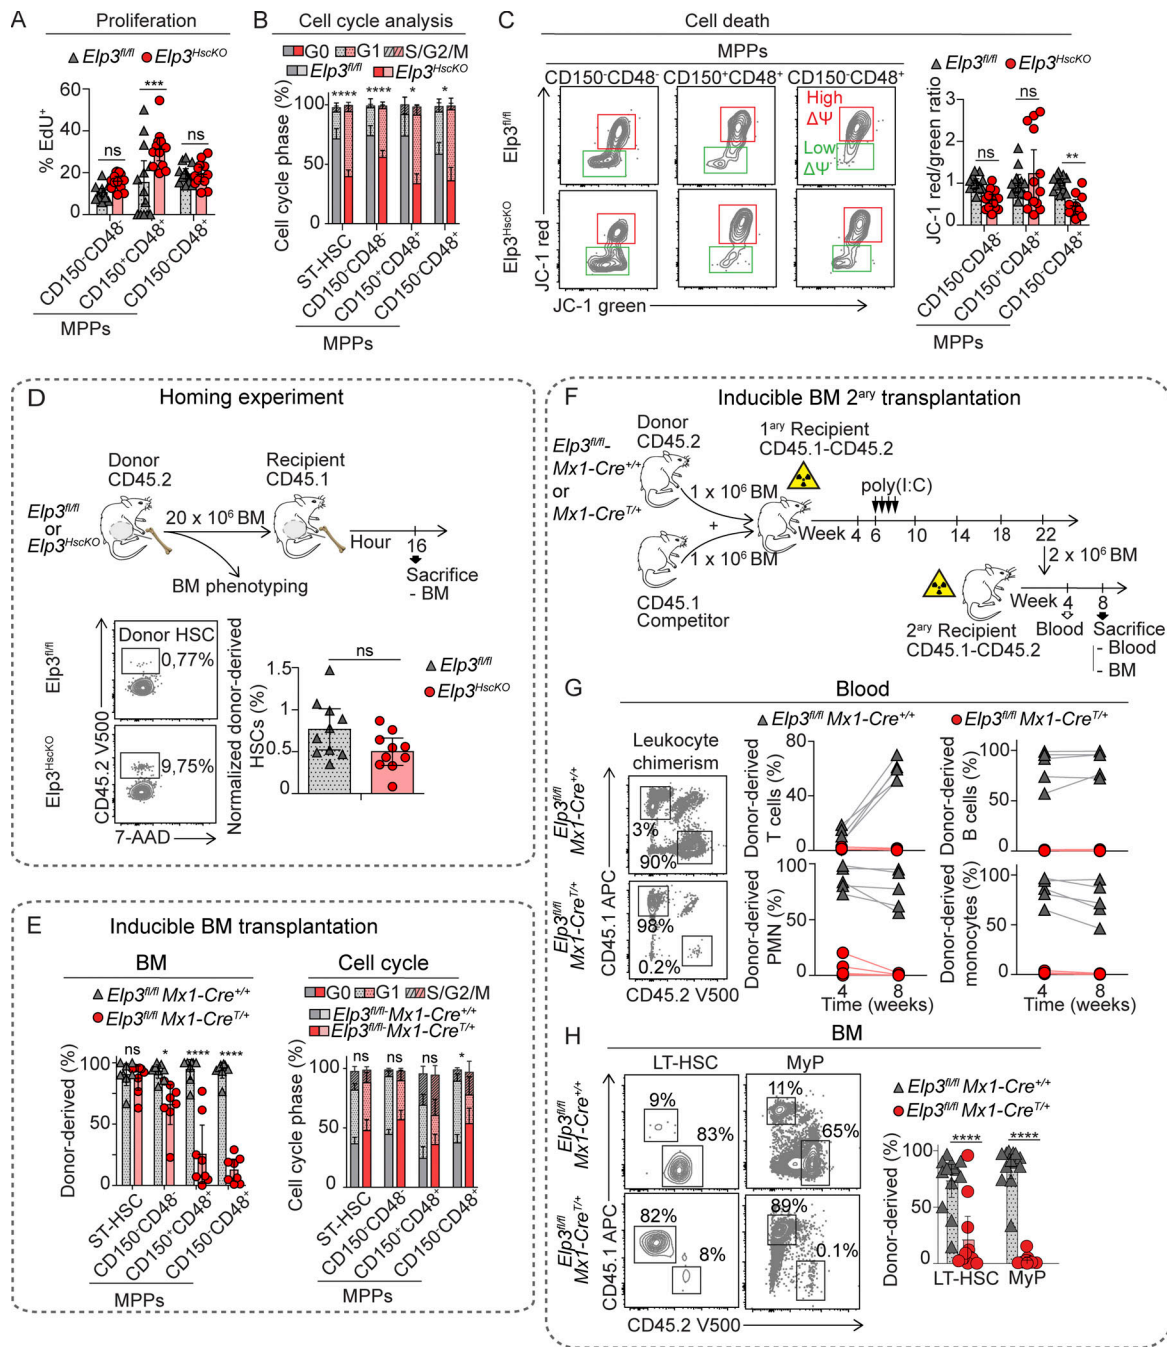 A
Proliferation
Elp3fl/fl Elp3HscKO
% EdU+
60
40
20
0
ns
***
ns
CD150-CD48-
CD150+CD48+
CD150-CD48+
MPPs
B
Cell cycle analysis
G0 G1 S/G2/M
Elp3fl/fl Elp3HscKO
Cell cycle phase (%)
100
50
0
**** **** * *
ST-HSC
CD150-CD48-
CD150+CD48+
CD150-CD48+
MPPs
C
Cell death
MPPs
CD150-CD48- CD150+CD48+ CD150-CD48+
Elp3fl/fl
Elp3HscKO
High ΔΨ
Low ΔΨ
JC-1 red
JC-1 green
Elp3fl/fl Elp3HscKO
JC-1 red/green ratio
3
2
1
0
ns
ns
**
CD150-CD48-
CD150+CD48+
CD150-CD48+
MPPs
D
Homing experiment
Donor
CD45.2
Recipient
CD45.1
Elp3fl/fl
or
Elp3HscKO
20 x 10⁶ BM
Hour
16
Sacrifice
- BM
BM phenotyping
Elp3fl/fl
Elp3HscKO
Donor HSC
0,77%
9,75%
CD45.2 V500
7-AAD
Normalized donor-derived
HSCs (%)
1.5
1
0.5
0
ns
Elp3fl/fl
Elp3HscKO
E
Inducible BM transplantation
BM
Elp3fl/fl Mx1-Cre+/+
Elp3fl/fl Mx1-CreT/+
Donor-derived (%)
100
50
0
ns * **** ****
ST-HSC
CD150-CD48-
CD150+CD48+
CD150-CD48+
MPPs
Cell cycle
G0 G1 S/G2/M
Elp3fl/fl-Mx1-Cre+/+
Elp3fl/fl-Mx1-CreT/+
Cell cycle phase (%)
100
50
0
ns ns ns *
ST-HSC
CD150-CD48-
CD150+CD48+
CD150-CD48+
MPPs
F
Inducible BM 2ary transplantation
Donor
CD45.2
Elp3fl/fl-
Mx1-Cre+/+
or
Mx1-CreT/+
1ary Recipient
CD45.1-CD45.2
1 x 10⁶ BM
+
1 x 10⁶ BM
CD45.1
Competitor
poly(I:C)
Week 4 6 10 14 18 22
2 x 10⁶ BM
2ary Recipient
CD45.1-CD45.2
Week 4 8
Blood
Sacrifice
- Blood
- BM
G
Blood
Elp3fl/fl Mx1-Cre+/+ Elp3fl/fl Mx1-CreT/+
Leukocyte
chimerism
Elp3fl/fl
Mx1-Cre+/+
3%
90%
Elp3fl/fl
Mx1-CreT/+
98%
0.2%
CD45.1 APC
CD45.2 V500
Donor-derived
T cells (%)
80
40
0
Donor-derived
B cells (%)
100
50
0
Donor-derived
PMN (%)
100
50
0
4 8
Time (weeks)
Donor-derived
monocytes (%)
100
50
0
4 8
Time (weeks)
H
BM
LT-HSC MyP
Elp3fl/fl
Mx1-Cre+/+
9%
83%
11%
65%
Elp3fl/fl
Mx1-CreT/+
82%
8%
89%
0.1%
CD45.1 APC
CD45.2 V500
Elp3fl/fl Mx1-Cre+/+
Elp3fl/fl Mx1-CreT/+
Donor-derived (%)
100
50
0
**** ****
LT-HSC MyP